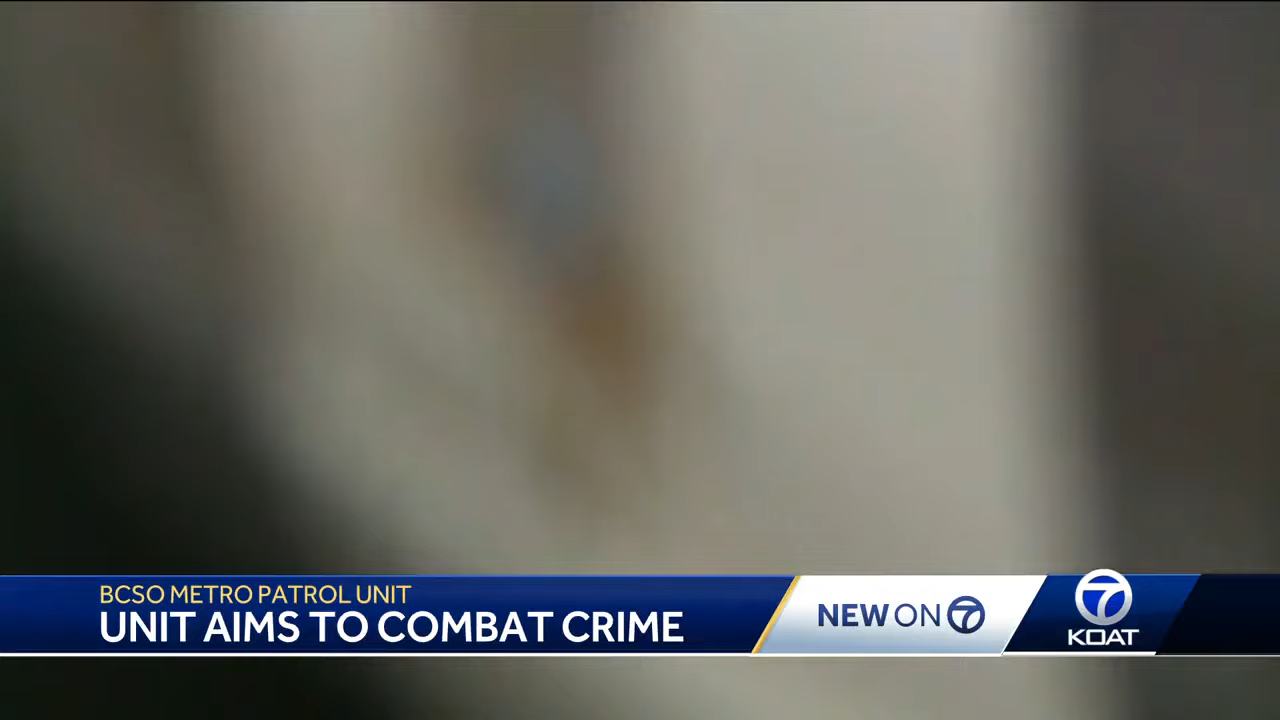 BCSO METRO PATROL UNIT
UNIT AIMS TO COMBAT CRIME
NEW ON 7
7
KOAT